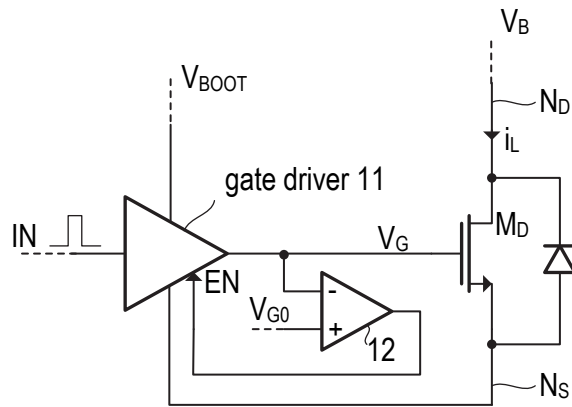 V_B
V_BOOT
N_D
i_L
gate driver 11
IN
V_G
M_D
EN
-
V_G0
+
12
N_S